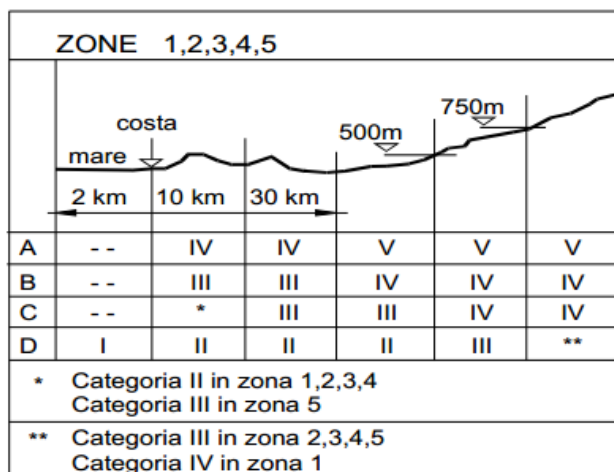 ZONE 1,2,3,4,5
750m
costa
500m
mare
2 km 10 km 30 km
A -- IV IV V V V
B -- III III IV IV IV
C -- * III III IV IV
D I II II II III **
* Categoria II in zona 1,2,3,4
Categoria III in zona 5
** Categoria III in zona 2,3,4,5
Categoria IV in zona 1